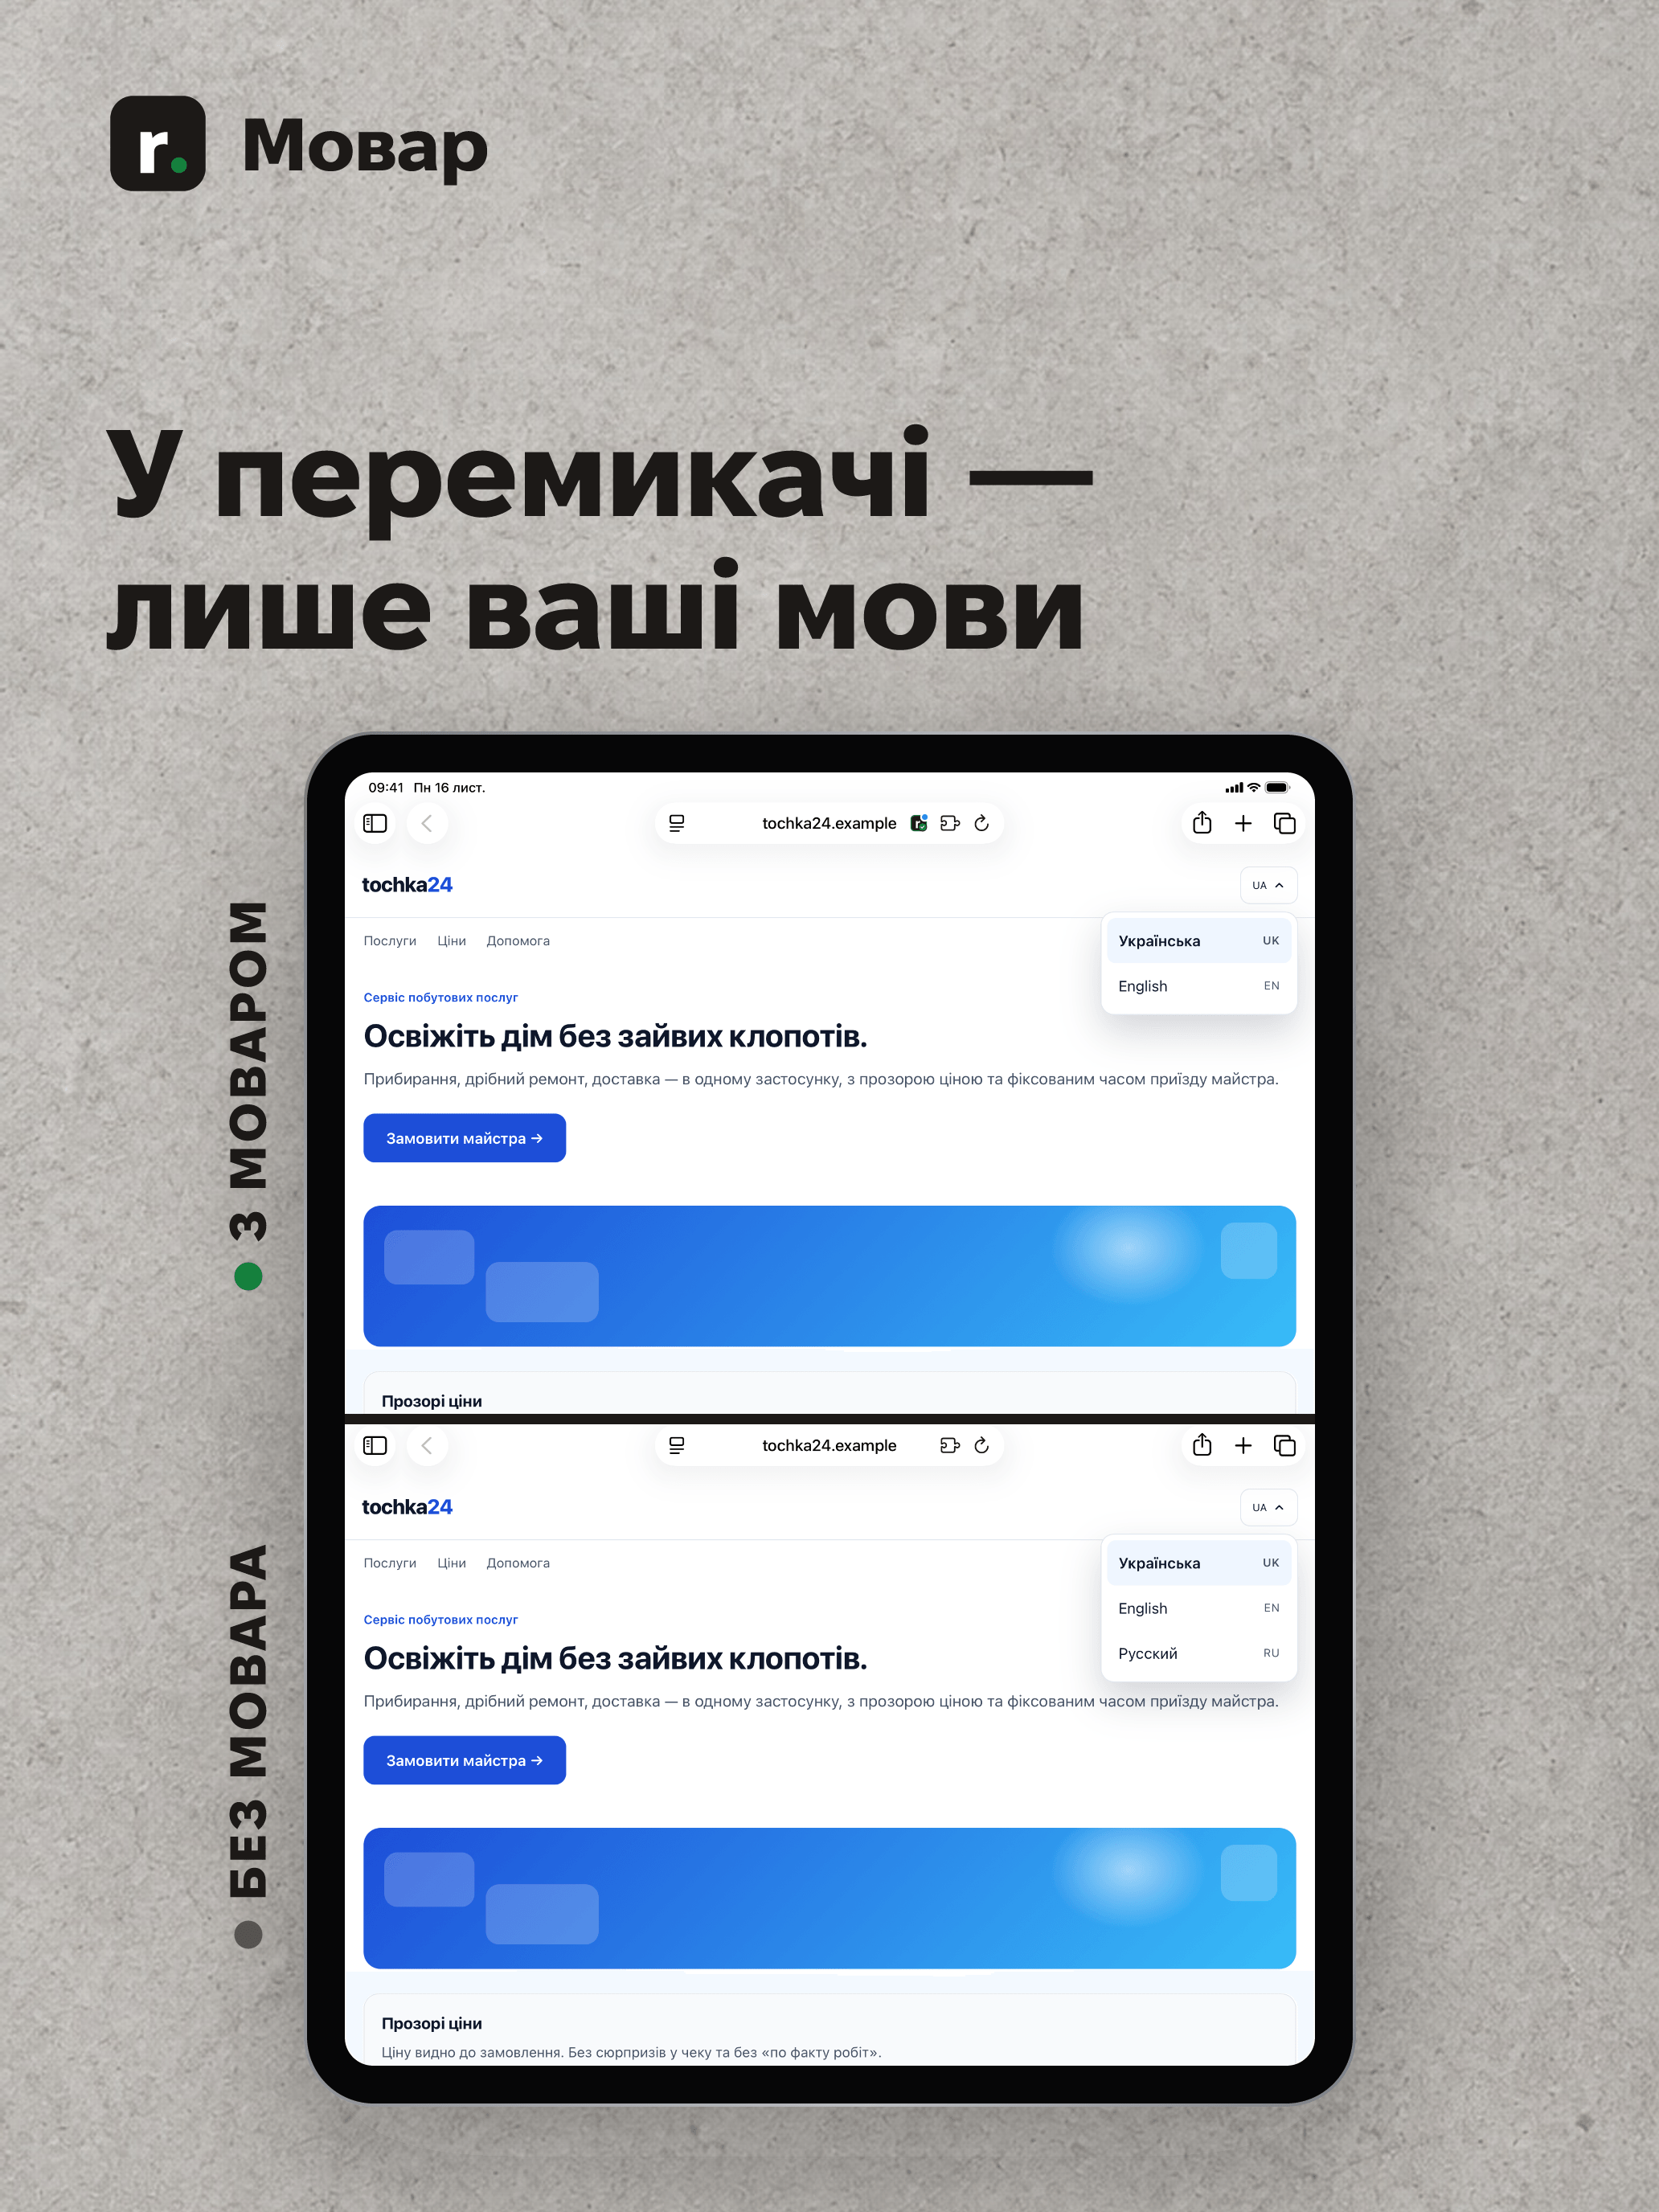 r.
Мовар
У перемикачі —
лише ваші мови
З МОВАРОМ
09:41 Пн 16 лист.
tochka24.example
tochka24
UA
Послуги Ціни Допомога
Українська UK
English EN
Сервіс побутових послуг
Освіжіть дім без зайвих клопотів.
Прибирання, дрібний ремонт, доставка — в одному застосунку, з прозорою ціною та фіксованим часом приїзду майстра.
Замовити майстра →
Прозорі ціни
БЕЗ МОВАРА
tochka24.example
tochka24
UA
Послуги Ціни Допомога
Українська UK
English EN
Русский RU
Сервіс побутових послуг
Освіжіть дім без зайвих клопотів.
Прибирання, дрібний ремонт, доставка — в одному застосунку, з прозорою ціною та фіксованим часом приїзду майстра.
Замовити майстра →
Прозорі ціни
Ціну видно до замовлення. Без сюрпризів у чеку та без «по факту робіт».